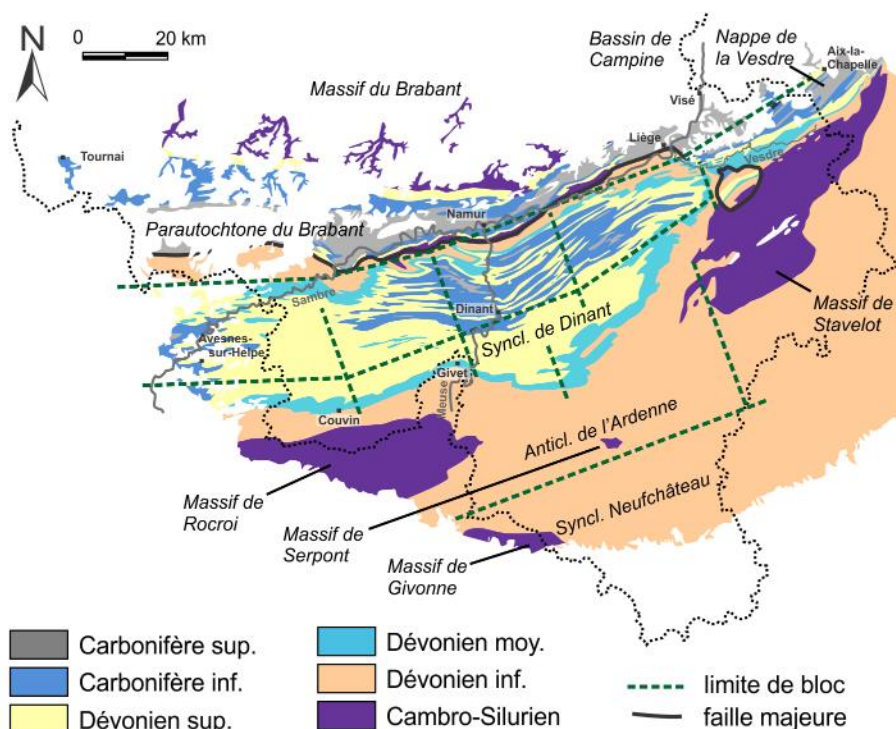 N
0 20 km
Bassin de
Campine
Nappe de
la Vesdre
Aix-la-
Chapelle
Massif du Brabant
Visé
Liège
Tournai
Vesdre
Namur
Parautochtone du Brabant
Sambre
Dinant
Massif de
Stavelot
Avesnes-
sur-Helpe
Syncl. de Dinant
Givet
Meuse
Couvin
Anticl. de l'Ardenne
Massif de
Rocroi
Syncl. Neufchâteau
Massif de
Serpont
Massif de
Givonne
Carbonifère sup.
Dévonien moy.
Carbonifère inf.
Dévonien inf.
limite de bloc
Dévonien sup.
Cambro-Silurien
faille majeure